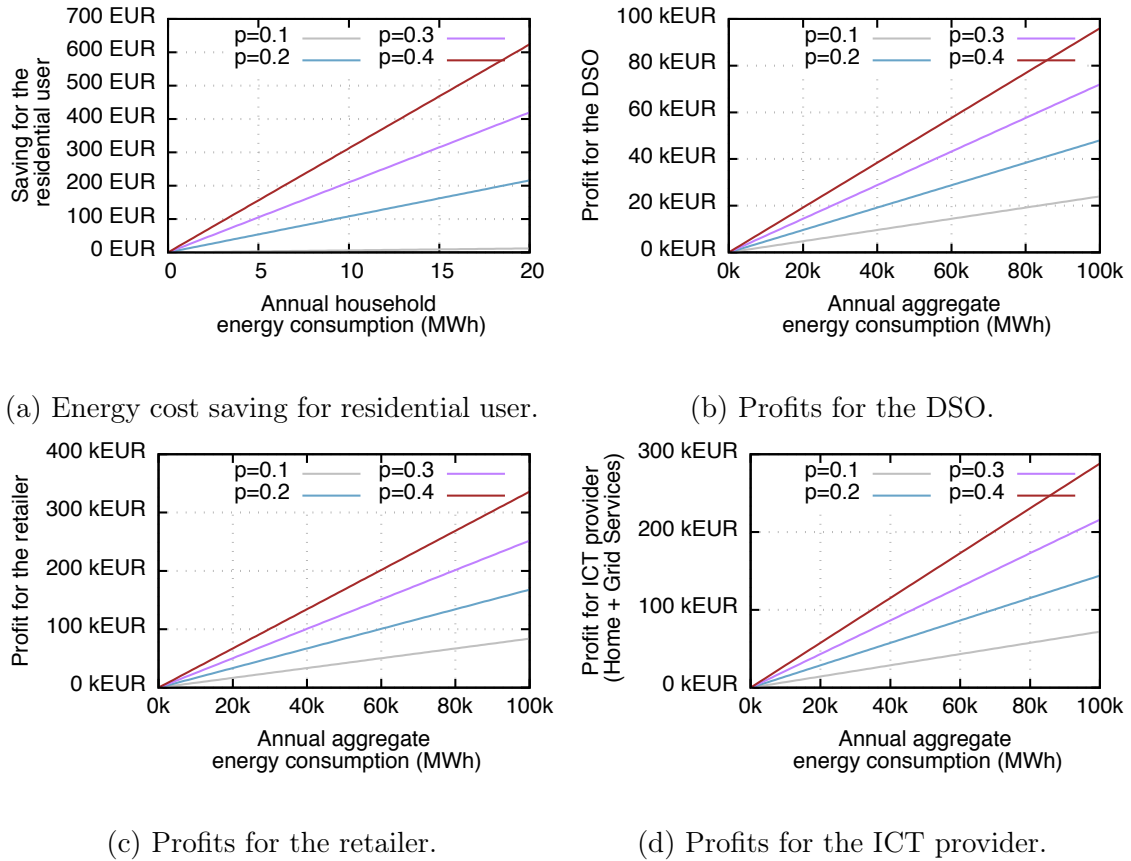 700 EUR
600 EUR
500 EUR
400 EUR
300 EUR
200 EUR
100 EUR
0 EUR
Saving for the
residential user
p=0.1
p=0.2
p=0.3
p=0.4
0
5
10
15
20
Annual household
energy consumption (MWh)
(a) Energy cost saving for residential user.
100 kEUR
80 kEUR
60 kEUR
40 kEUR
20 kEUR
0 kEUR
Profit for the DSO
p=0.1
p=0.2
p=0.3
p=0.4
0k
20k
40k
60k
80k
100k
Annual aggregate
energy consumption (MWh)
(b) Profits for the DSO.
400 kEUR
300 kEUR
200 kEUR
100 kEUR
0 kEUR
Profit for the retailer
p=0.1
p=0.2
p=0.3
p=0.4
0k
20k
40k
60k
80k
100k
Annual aggregate
energy consumption (MWh)
(c) Profits for the retailer.
300 kEUR
200 kEUR
100 kEUR
0 kEUR
Profit for ICT provider
(Home + Grid Services)
p=0.1
p=0.2
p=0.3
p=0.4
0k
20k
40k
60k
80k
100k
Annual aggregate
energy consumption (MWh)
(d) Profits for the ICT provider.